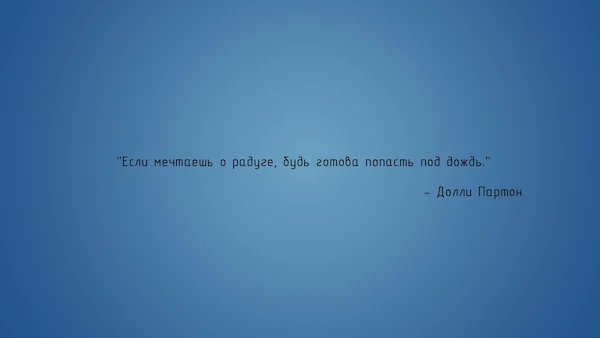 "Если мечтаешь о радуге, будь готова попасть под дождь."
- Долли Партон